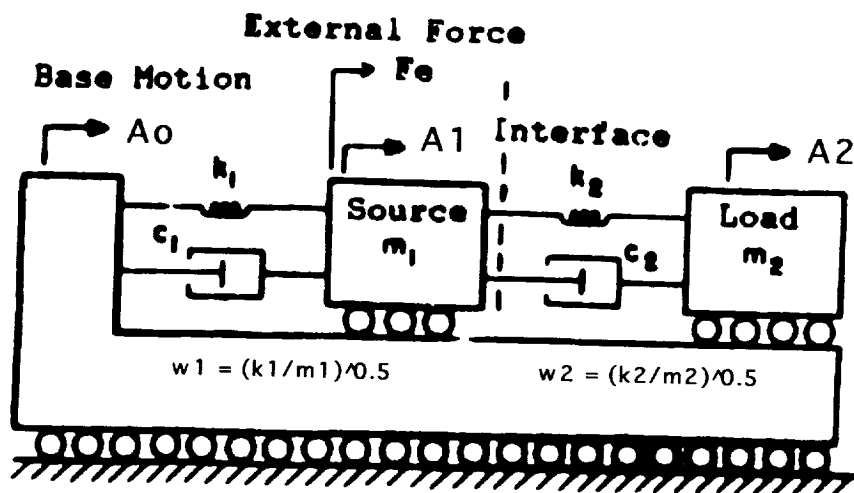 External Force
Fe
Base Motion
Ao
A1
Interface
A2
k₁
k₂
Source
m₁
Load
m₂
c₁
c₂
w1 = (k1/m1)^0.5
w2 = (k2/m2)^0.5